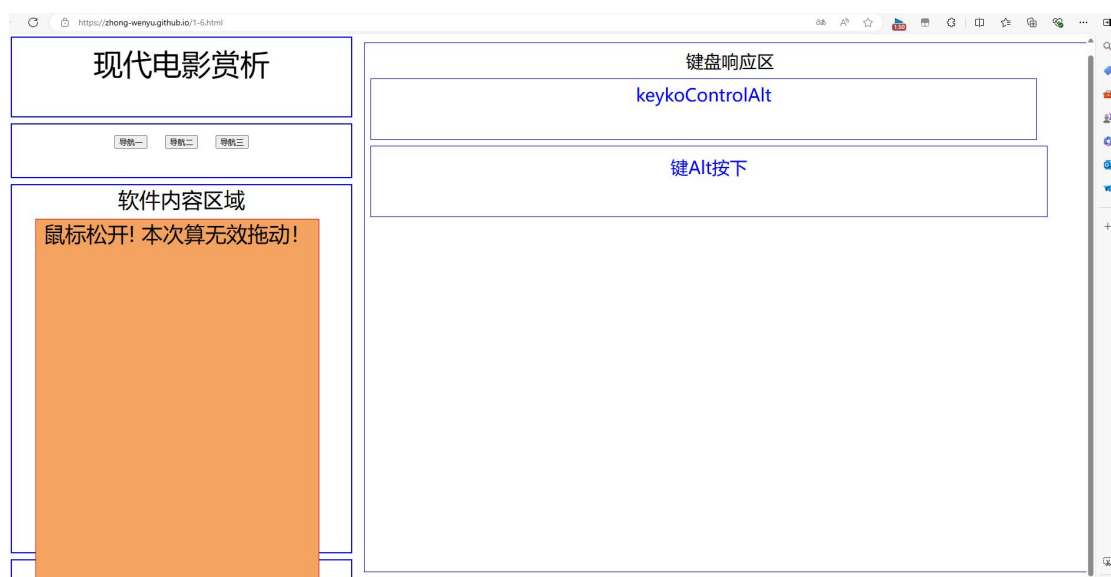 https://zhong-wenyu.github.io/1-6.html
1.50
现代电影赏析
导航一 导航二 导航三
软件内容区域
鼠标松开! 本次算无效拖动!
键盘响应区
keykoControlAlt
键Alt按下